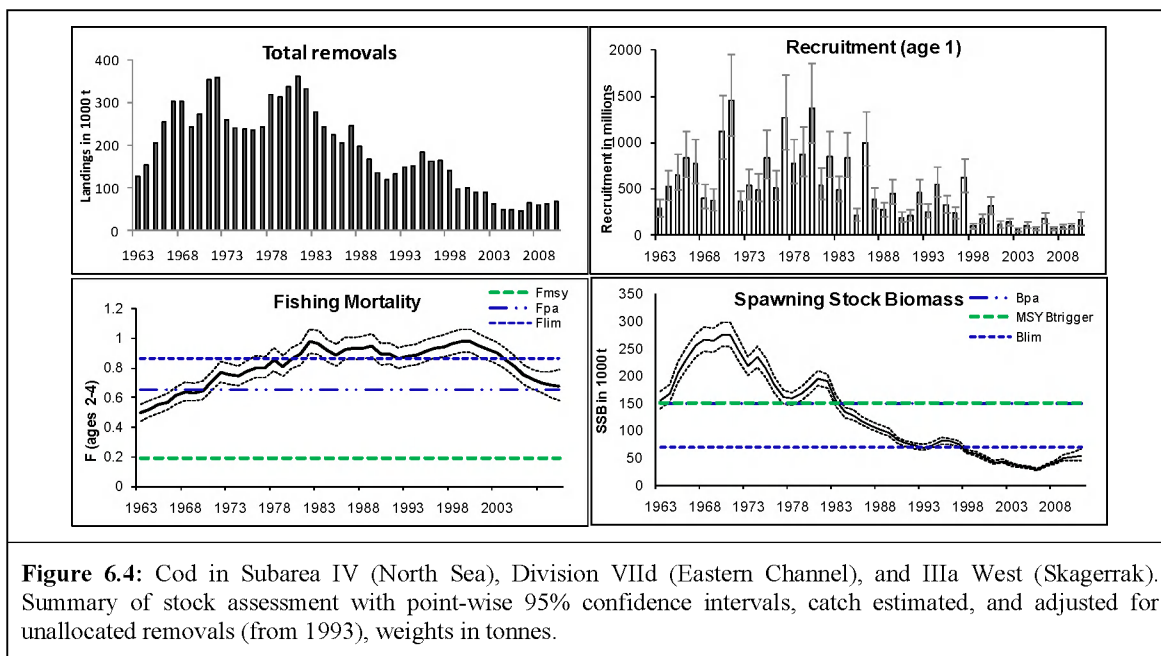 Total removals
Landings in 1000 t
400
300
200
100
0
1963 1968 1973 1978 1983 1988 1993 1998 2003 2008
Recruitment (age 1)
Recruitment in millions
2000
1500
1000
500
0
1963 1968 1973 1978 1983 1988 1993 1998 2003 2008
Fishing Mortality
Fmsy
Fpa
Flim
F (ages 2-4)
1.2
1
0.8
0.6
0.4
0.2
0
1963 1968 1973 1978 1983 1988 1993 1998 2003
Spawning Stock Biomass
Bpa
MSY Btrigger
Blim
SSB in 1000t
350
300
250
200
150
100
50
0
1963 1968 1973 1978 1983 1988 1993 1998 2003 2008
Figure 6.4: Cod in Subarea IV (North Sea), Division VIId (Eastern Channel), and IIIa West (Skagerrak).
Summary of stock assessment with point-wise 95% confidence intervals, catch estimated, and adjusted for
unallocated removals (from 1993), weights in tonnes.